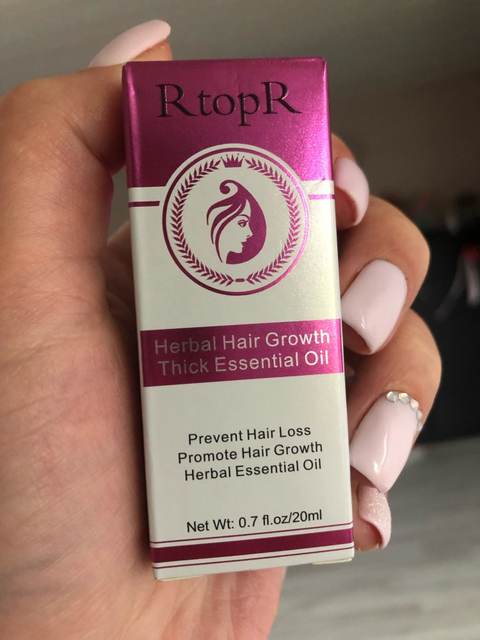 RtopR
Herbal Hair Growth
Thick Essential Oil
Prevent Hair Loss
Promote Hair Growth
Herbal Essential Oil
Net Wt: 0.7 fl.oz/20ml